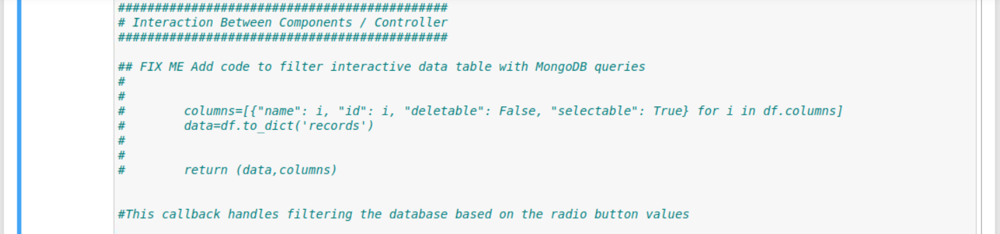 #############################################
# Interaction Between Components / Controller
#############################################
## FIX ME Add code to filter interactive data table with MongoDB queries
#
#
#        columns=[{"name": i, "id": i, "deletable": False, "selectable": True} for i in df.columns]
#        data=df.to_dict('records')
#
#
#        return (data,columns)
#This callback handles filtering the database based on the radio button values